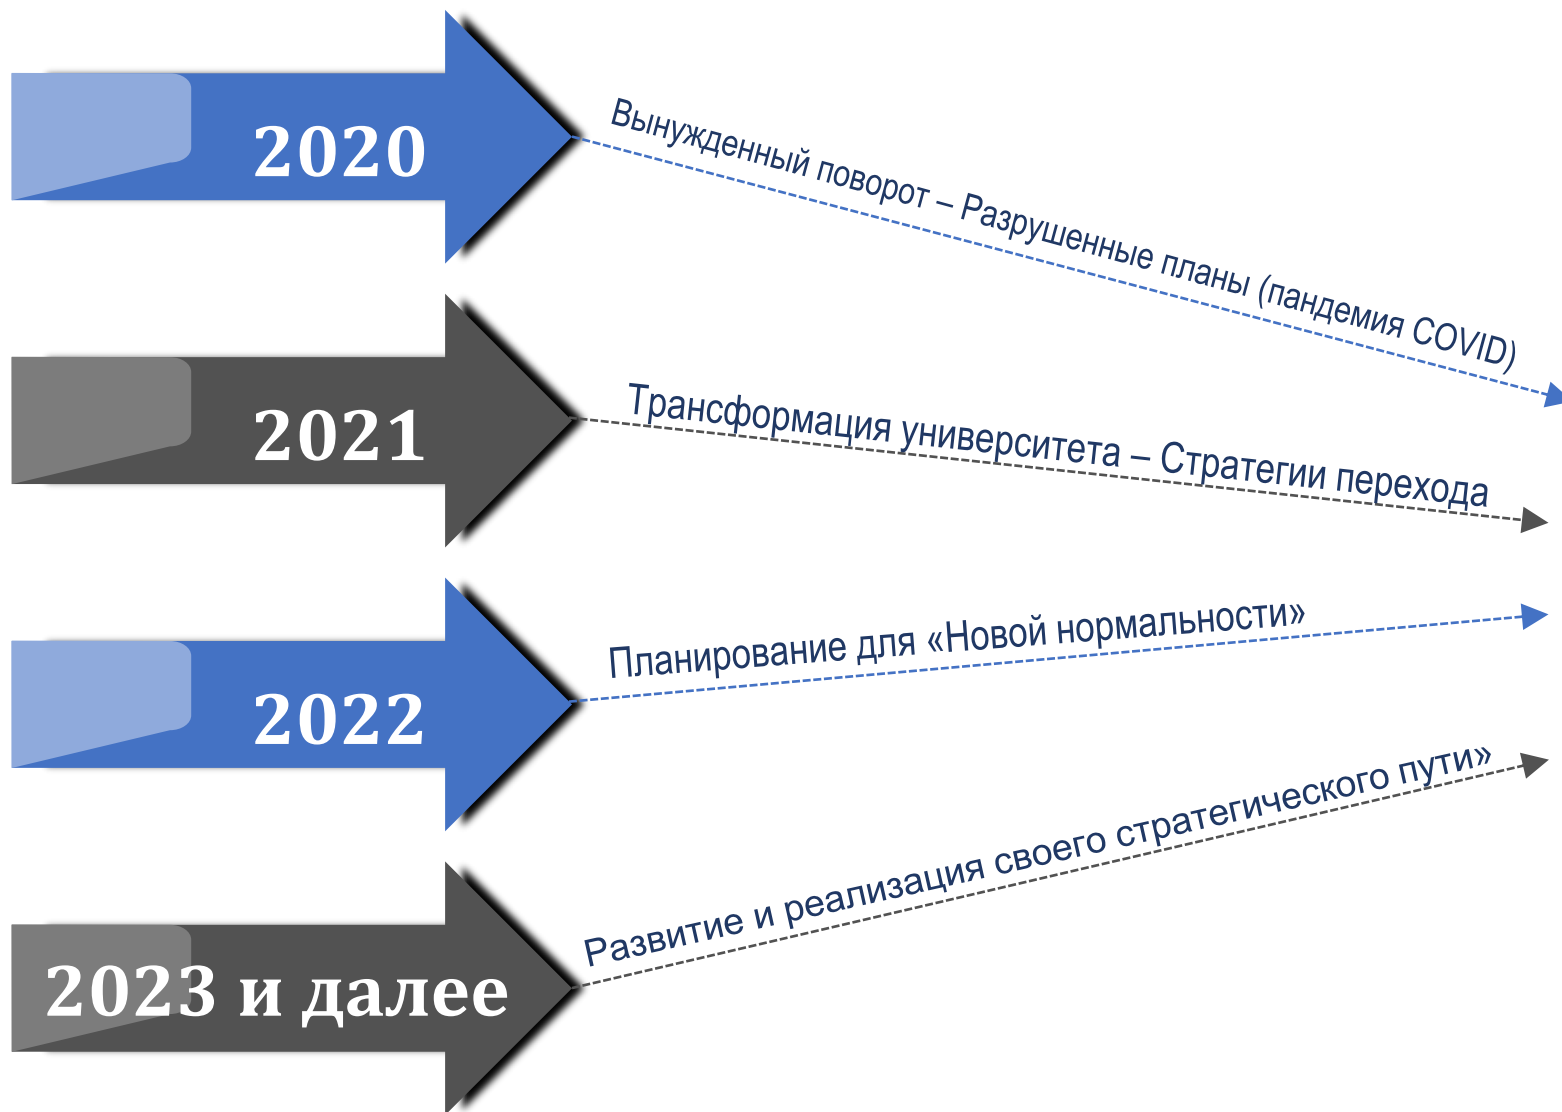 2020
Вынужденный поворот – Разрушенные планы (пандемия COVID)
2021
Трансформация университета – Стратегии перехода
2022
Планирование для «Новой нормальности»
2023 и далее
Развитие и реализация своего стратегического пути»